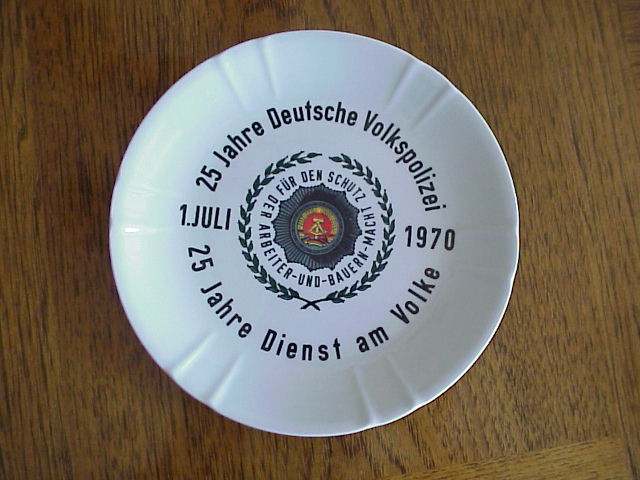 25 Jahre Deutsche Volkspolizei
1.JULI
1970
FÜR DEN SCHUTZ DER ARBEITER-UND-BAUERN-MACHT
25 Jahre Dienst am Volke